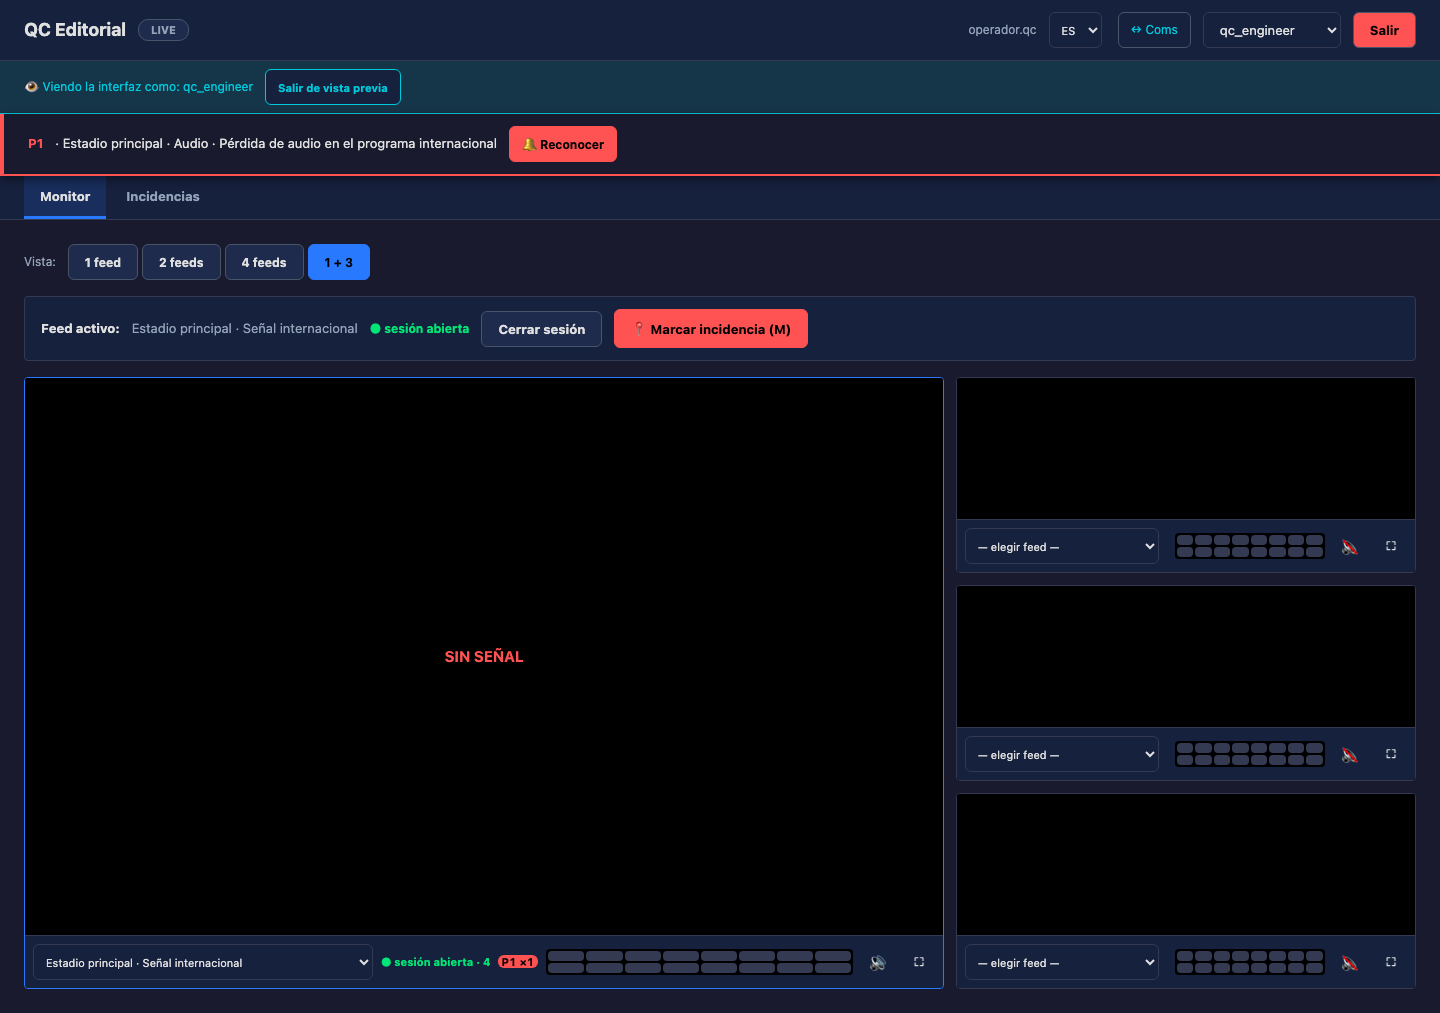 QC Editorial LIVE operador.qc ES ↔ Coms qc_engineer Salir
Viendo la interfaz como: qc_engineer Salir de vista previa
P1 · Estadio principal · Audio · Pérdida de audio en el programa internacional Reconocer
Monitor Incidencias
Vista: 1 feed 2 feeds 4 feeds 1 + 3
Feed activo: Estadio principal · Señal internacional sesión abierta Cerrar sesión Marcar incidencia (M)
SIN SEÑAL
— elegir feed —
— elegir feed —
Estadio principal · Señal internacional sesión abierta · 4 P1 ×1
— elegir feed —